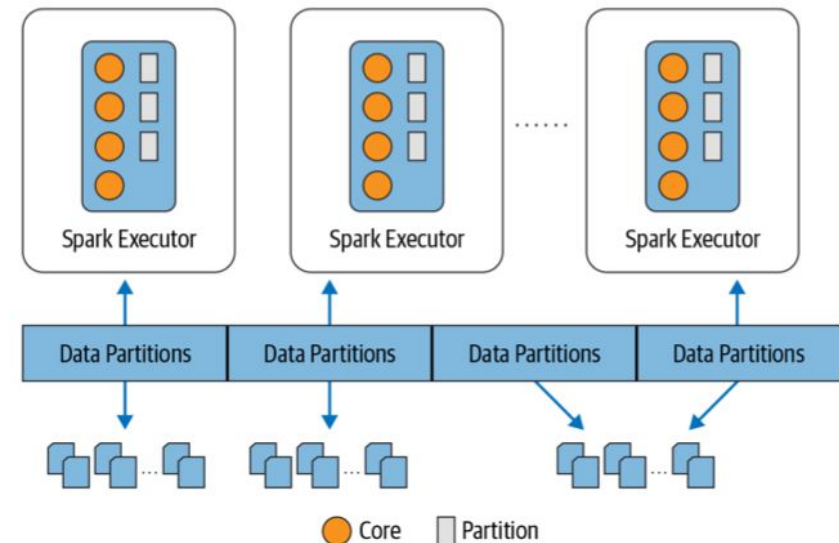 Spark Executor
Spark Executor
......
Spark Executor
Data Partitions
Data Partitions
Data Partitions
Data Partitions
...
...
...
Core
Partition